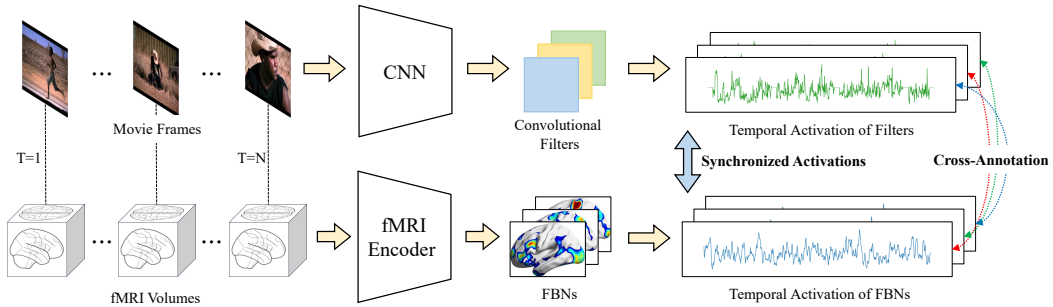 CNN
Movie Frames
Convolutional
Filters
Temporal Activation of Filters
T=1
T=N
Synchronized Activations
Cross-Annotation
fMRI
Encoder
fMRI Volumes
FBNs
Temporal Activation of FBNs